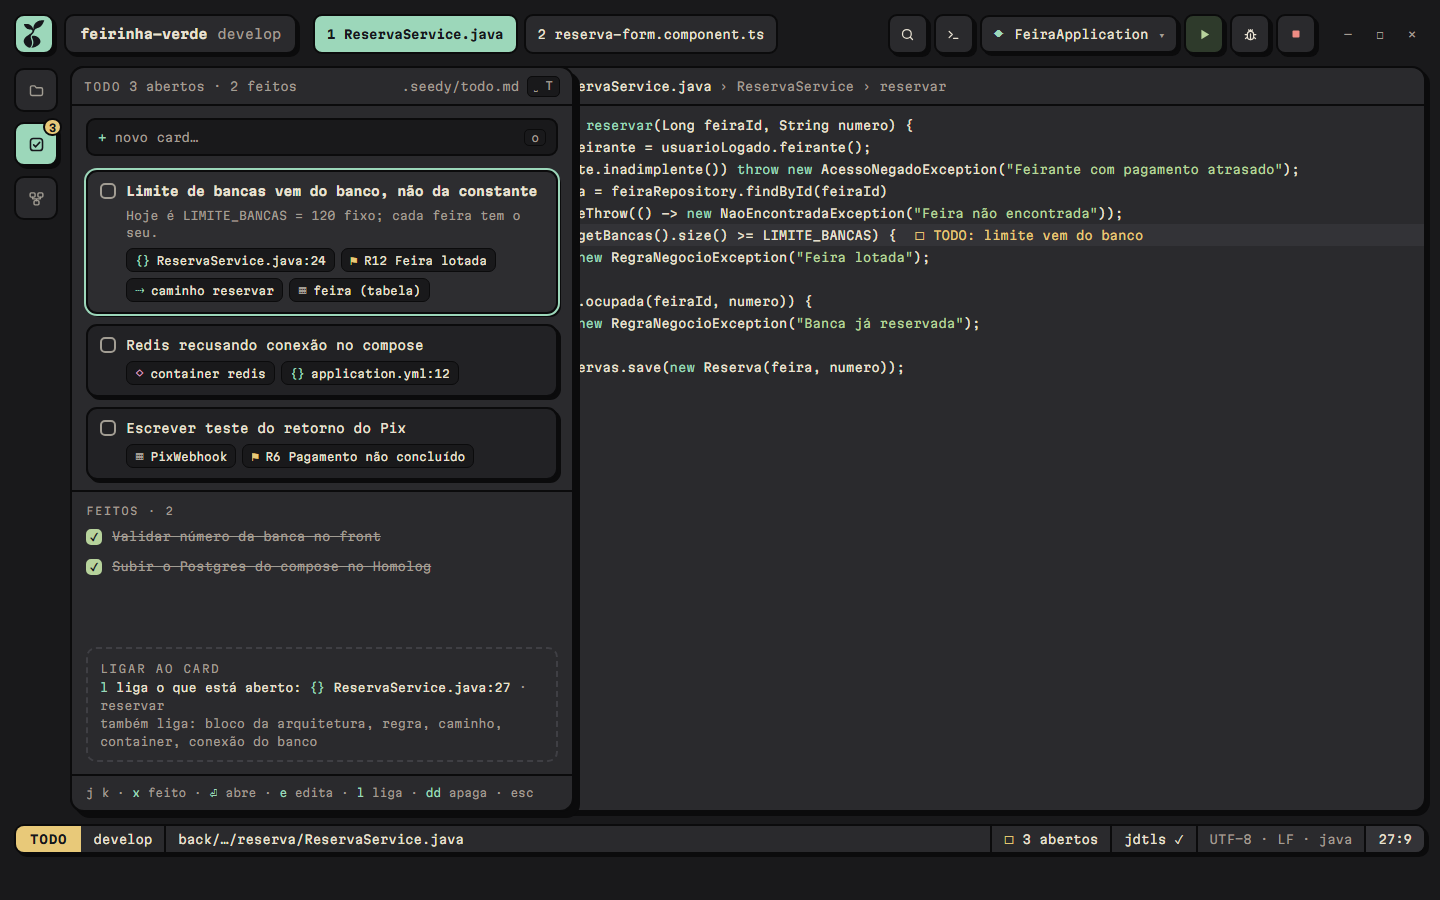 feirinha-verde develop
1 ReservaService.java
2 reserva-form.component.ts
FeiraApplication
TODO 3 abertos · 2 feitos
.seedy/todo.md
T
3
+ novo card…
o
Limite de bancas vem do banco, não da constante
Hoje é LIMITE_BANCAS = 120 fixo; cada feira tem o
seu.
{} ReservaService.java:24
R12 Feira lotada
→ caminho reservar
feira (tabela)
Redis recusando conexão no compose
container redis
{} application.yml:12
Escrever teste do retorno do Pix
PixWebhook
R6 Pagamento não concluído
FEITOS · 2
Validar número da banca no front
Subir o Postgres do compose no Homolog
LIGAR AO CARD
l liga o que está aberto: {} ReservaService.java:27 ·
reservar
também liga: bloco da arquitetura, regra, caminho,
container, conexão do banco
j k · x feito · ⏎ abre · e edita · l liga · dd apaga · esc
ervaService.java › ReservaService › reservar
reservar(Long feiraId, String numero) {
eirante = usuarioLogado.feirante();
te.inadimplente()) throw new AcessoNegadoException("Feirante com pagamento atrasado");
a = feiraRepository.findById(feiraId)
eThrow(() -> new NaoEncontradaException("Feira não encontrada"));
getBancas().size() >= LIMITE_BANCAS) { □ TODO: limite vem do banco
new RegraNegocioException("Feira lotada");
.ocupada(feiraId, numero)) {
new RegraNegocioException("Banca já reservada");
ervas.save(new Reserva(feira, numero));
TODO
develop
back/…/reserva/ReservaService.java
□ 3 abertos
jdtls ✓
UTF-8 · LF · java
27:9